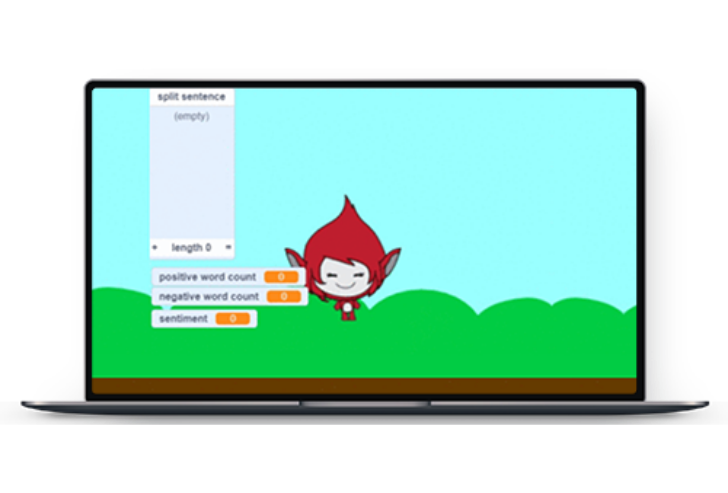 split sentence
(empty)
+ length 0 =
positive word count 0
negative word count 0
sentiment 0